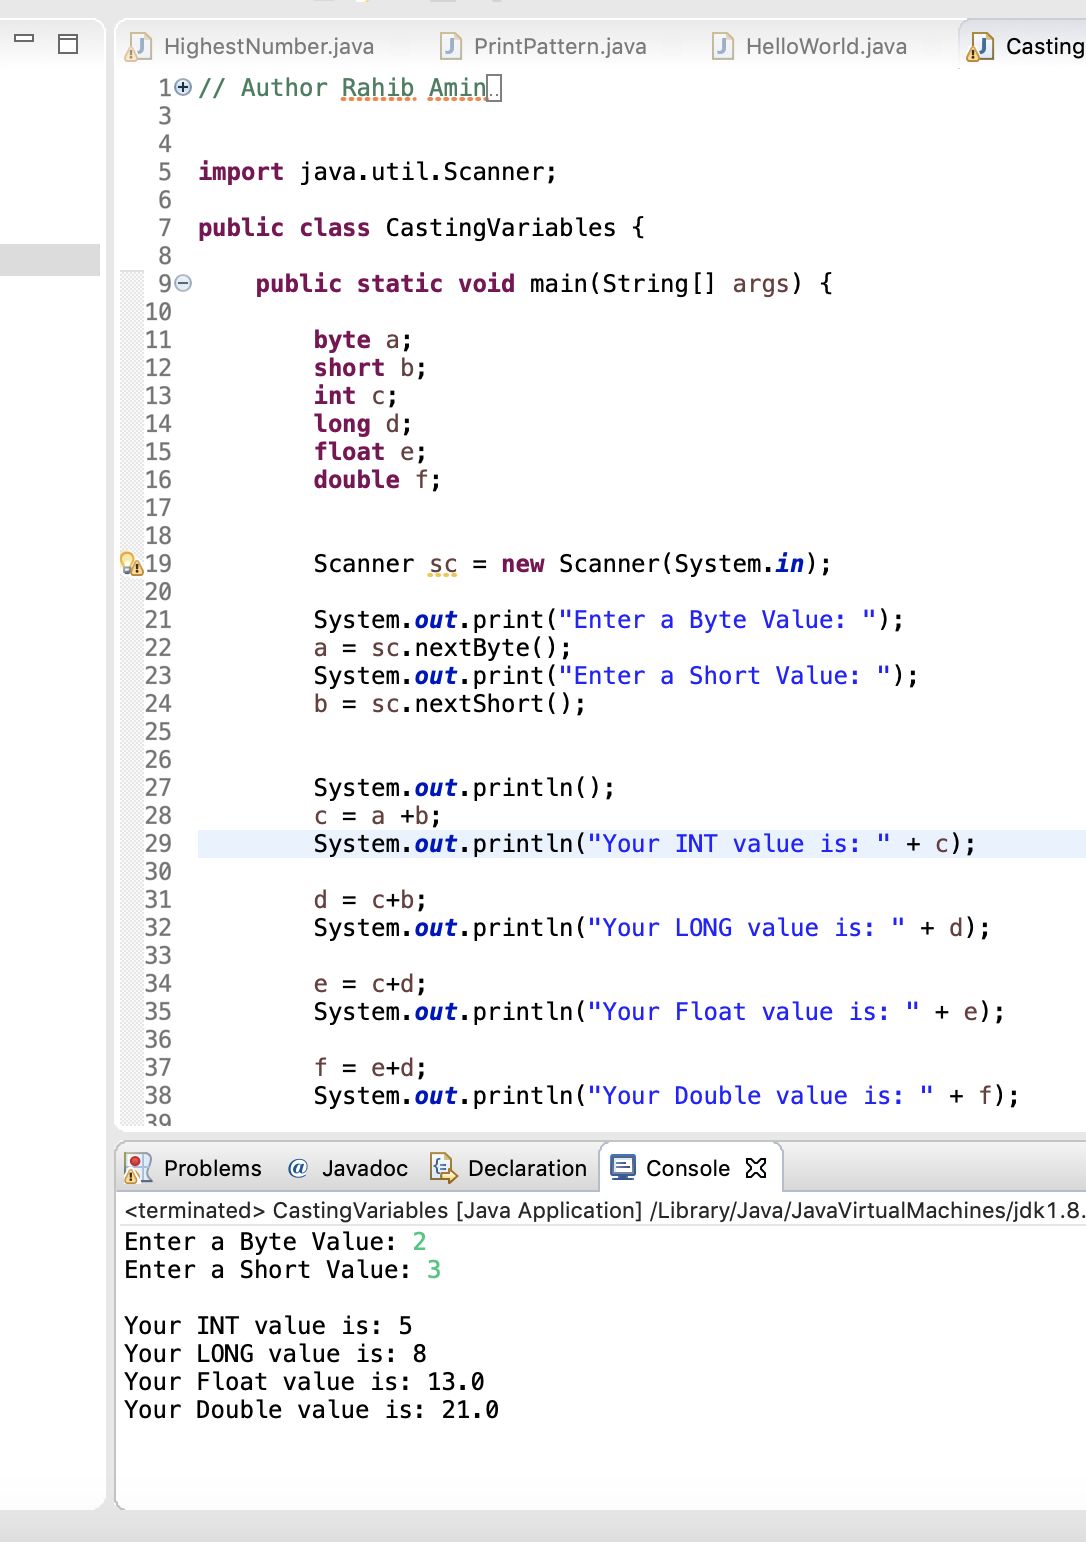 HighestNumber.java PrintPattern.java HelloWorld.java Casting
1 // Author Rahib Amin
3
4
5 import java.util.Scanner;
6
7 public class CastingVariables {
8
9 public static void main(String[] args) {
10
11 byte a;
12 short b;
13 int c;
14 long d;
15 float e;
16 double f;
17
18
19 Scanner sc = new Scanner(System.in);
20
21 System.out.print("Enter a Byte Value: ");
22 a = sc.nextByte();
23 System.out.print("Enter a Short Value: ");
24 b = sc.nextShort();
25
26
27 System.out.println();
28 c = a +b;
29 System.out.println("Your INT value is: " + c);
30
31 d = c+b;
32 System.out.println("Your LONG value is: " + d);
33
34 e = c+d;
35 System.out.println("Your Float value is: " + e);
36
37 f = e+d;
38 System.out.println("Your Double value is: " + f);
39
Problems @ Javadoc Declaration Console
<terminated> CastingVariables [Java Application] /Library/Java/JavaVirtualMachines/jdk1.8.
Enter a Byte Value: 2
Enter a Short Value: 3
Your INT value is: 5
Your LONG value is: 8
Your Float value is: 13.0
Your Double value is: 21.0